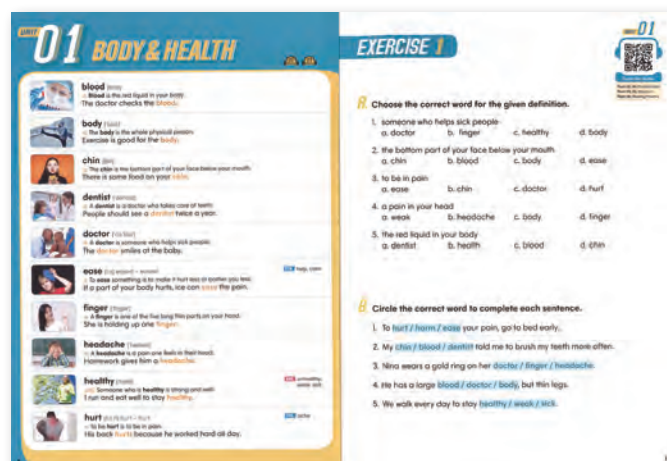 UNIT 01 BODY & HEALTH
blood
Blood is the red liquid in your body.
The doctor checks the blood.
body
The body is the whole physical person.
Exercise is good for the body.
chin
The chin is the bottom part of your face below your mouth.
There is some food on your chin.
dentist
A dentist is a doctor who takes care of teeth.
People should see a dentist twice a year.
doctor
A doctor is someone who helps sick people.
The doctor smiles at the baby.
ease
To ease something is to make it hurt less or bother you less.
If a part of your body hurts, ice can ease the pain.
help, calm
finger
A finger is one of the five long thin parts on your hand.
She is holding up one finger.
headache
A headache is a pain one feels in their head.
Homework gives him a headache.
healthy
Someone who is healthy is strong and well.
I run and eat well to stay healthy.
unhealthy,
weak, sick
hurt
To be hurt is to be in pain.
His back hurts because he worked hard all day.
ache
EXERCISE 1
UNIT 01
A. Choose the correct word for the given definition.
1. someone who helps sick people
a. doctor b. finger c. healthy d. body
2. the bottom part of your face below your mouth
a. chin b. blood c. body d. ease
3. to be in pain
a. ease b. chin c. doctor d. hurt
4. a pain in your head
a. weak b. headache c. body d. finger
5. the red liquid in your body
a. dentist b. health c. blood d. chin
B. Circle the correct word to complete each sentence.
1. To hurt / harm / ease your pain, go to bed early.
2. My chin / blood / dentist told me to brush my teeth more often.
3. Nina wears a gold ring on her doctor / finger / headache.
4. He has a large blood / doctor / body, but thin legs.
5. We walk every day to stay healthy / weak / sick.